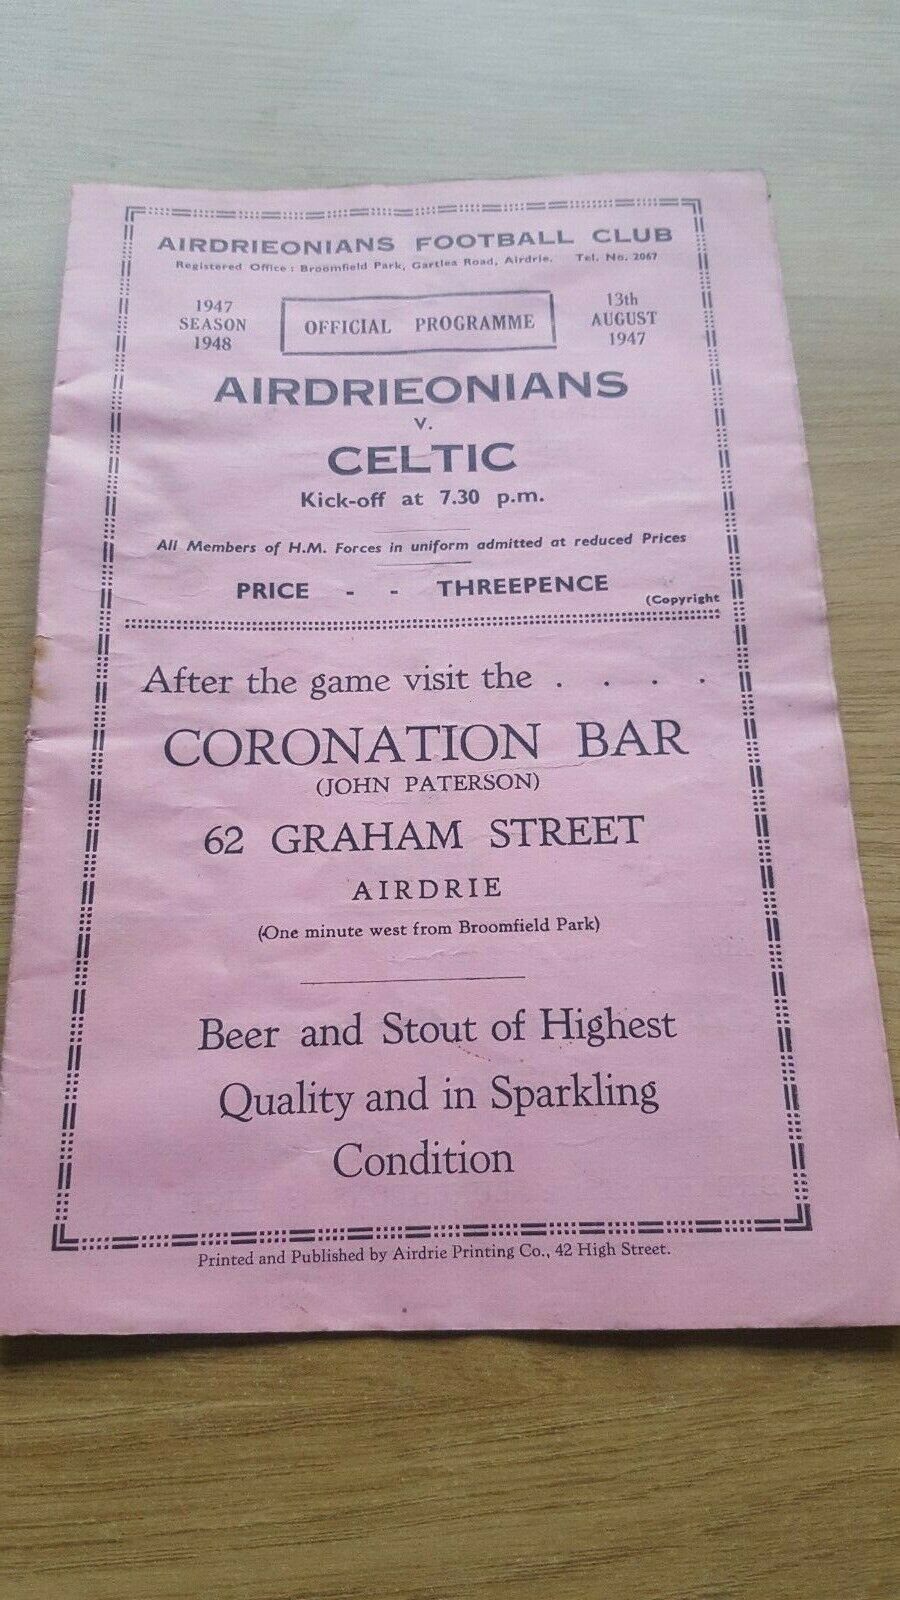 AIRDRIEONIANS FOOTBALL CLUB
Registered Office : Broomfield Park, Gartlea Road, Airdrie. Tel. No. 2067
1947
SEASON
1948
OFFICIAL PROGRAMME
13th
AUGUST
1947
AIRDRIEONIANS
v.
CELTIC
Kick-off at 7.30 p.m.
All Members of H.M. Forces in uniform admitted at reduced Prices
PRICE - - THREEPENCE
(Copyright
After the game visit the . . . .
CORONATION BAR
(JOHN PATERSON)
62 GRAHAM STREET
AIRDRIE
(One minute west from Broomfield Park)
Beer and Stout of Highest
Quality and in Sparkling
Condition
Printed and Published by Airdrie Printing Co., 42 High Street.